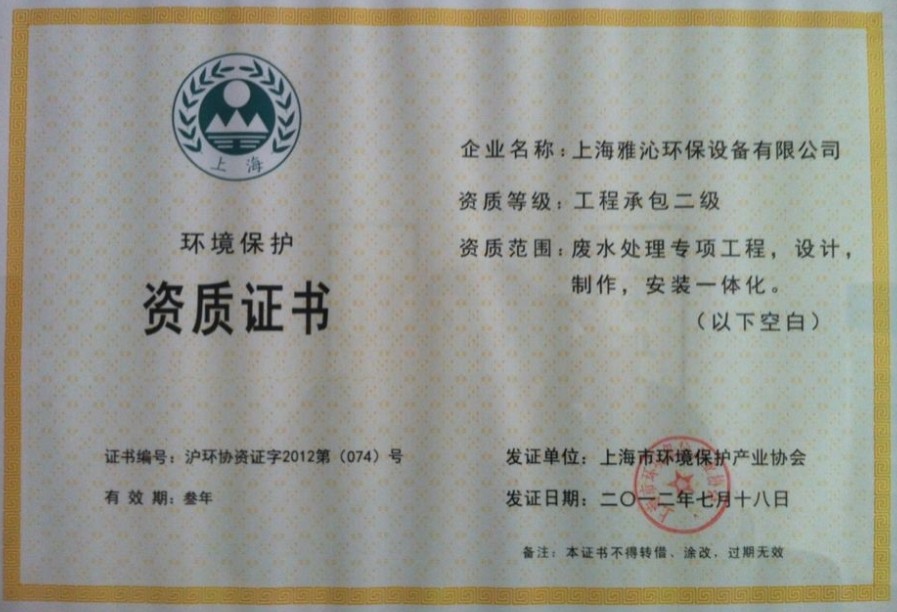 上海
环境保护
资质证书
证书编号：沪环协资证字2012第（074）号
有效期：叁年
企业名称：上海雅沁环保设备有限公司
资质等级：工程承包二级
资质范围：废水处理专项工程，设计，
制作，安装一体化。
（以下空白）
发证单位：上海市环境保护产业协会
发证日期：二〇一二年七月十八日
备注：本证书不得转借、涂改，过期无效